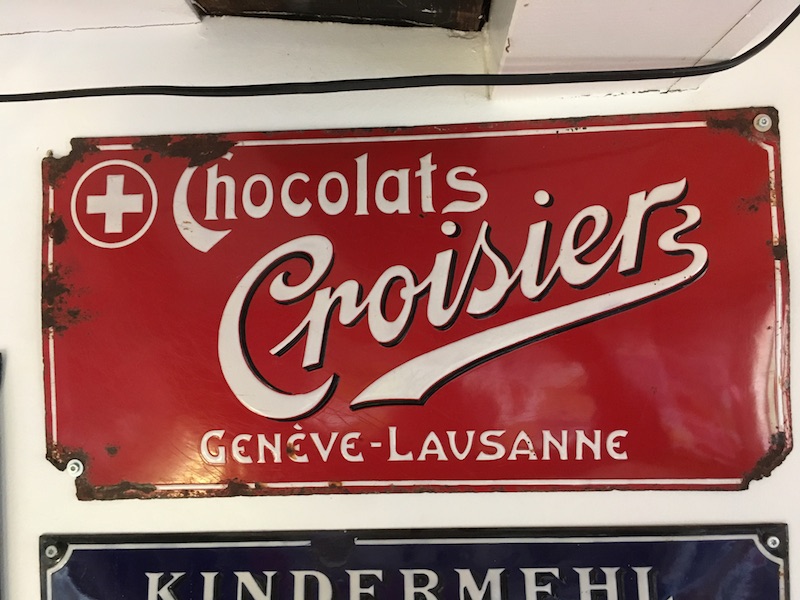 Chocolats
Croisier
GENÈVE-LAUSANNE
KINDERMEHL